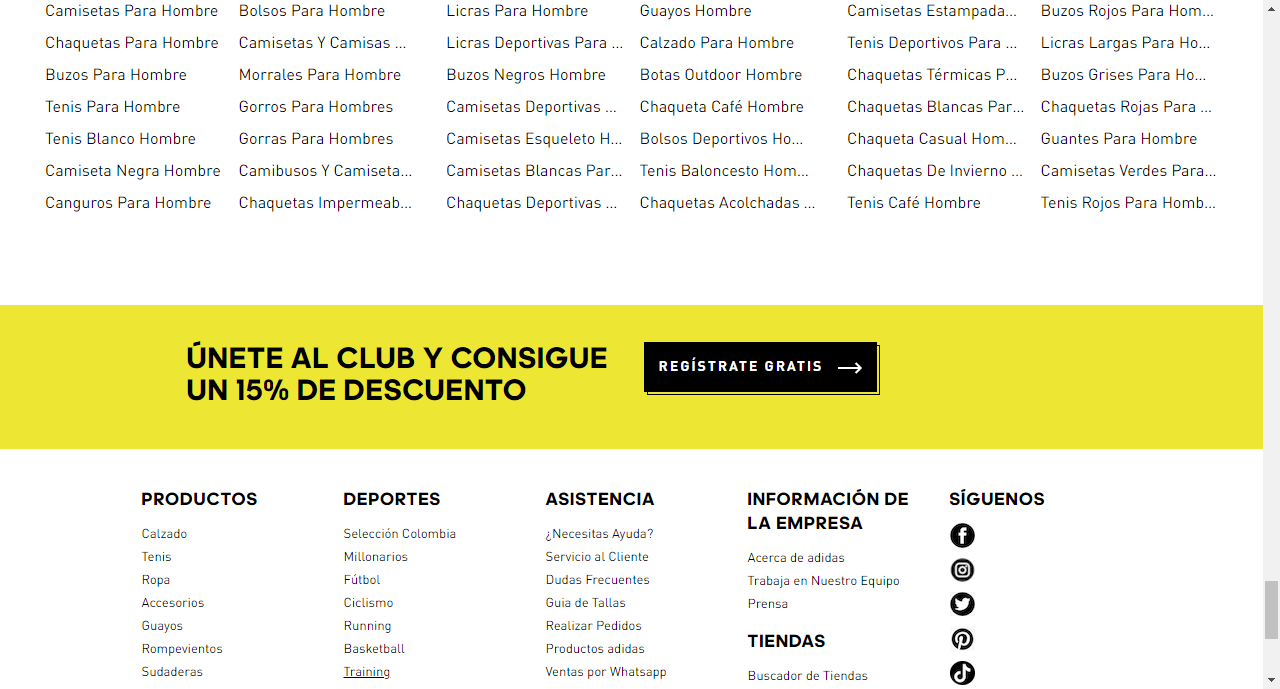 Camisetas Para Hombre
Chaquetas Para Hombre
Buzos Para Hombre
Tenis Para Hombre
Tenis Blanco Hombre
Camiseta Negra Hombre
Canguros Para Hombre
Bolsos Para Hombre
Camisetas Y Camisas ...
Morrales Para Hombre
Gorros Para Hombres
Gorras Para Hombres
Camibusos Y Camiseta...
Chaquetas Impermeab...
Licras Para Hombre
Licras Deportivas Para ...
Buzos Negros Hombre
Camisetas Deportivas ...
Camisetas Esqueleto H...
Camisetas Blancas Par...
Chaquetas Deportivas ...
Guayos Hombre
Calzado Para Hombre
Botas Outdoor Hombre
Chaqueta Café Hombre
Bolsos Deportivos Ho...
Tenis Baloncesto Hom...
Chaquetas Acolchadas ...
Camisetas Estampada...
Tenis Deportivos Para ...
Chaquetas Térmicas P...
Chaquetas Blancas Par...
Chaqueta Casual Hom...
Chaquetas De Invierno ...
Tenis Café Hombre
Buzos Rojos Para Hom...
Licras Largas Para Ho...
Buzos Grises Para Ho...
Chaquetas Rojas Para ...
Guantes Para Hombre
Camisetas Verdes Para...
Tenis Rojos Para Homb...
ÚNETE AL CLUB Y CONSIGUE
UN 15% DE DESCUENTO
REGÍSTRATE GRATIS
PRODUCTOS
Calzado
Tenis
Ropa
Accesorios
Guayos
Rompevientos
Sudaderas
DEPORTES
Selección Colombia
Millonarios
Fútbol
Ciclismo
Running
Basketball
Training
ASISTENCIA
¿Necesitas Ayuda?
Servicio al Cliente
Dudas Frecuentes
Guia de Tallas
Realizar Pedidos
Productos adidas
Ventas por Whatsapp
INFORMACIÓN DE
LA EMPRESA
Acerca de adidas
Trabaja en Nuestro Equipo
Prensa
TIENDAS
Buscador de Tiendas
SÍGUENOS